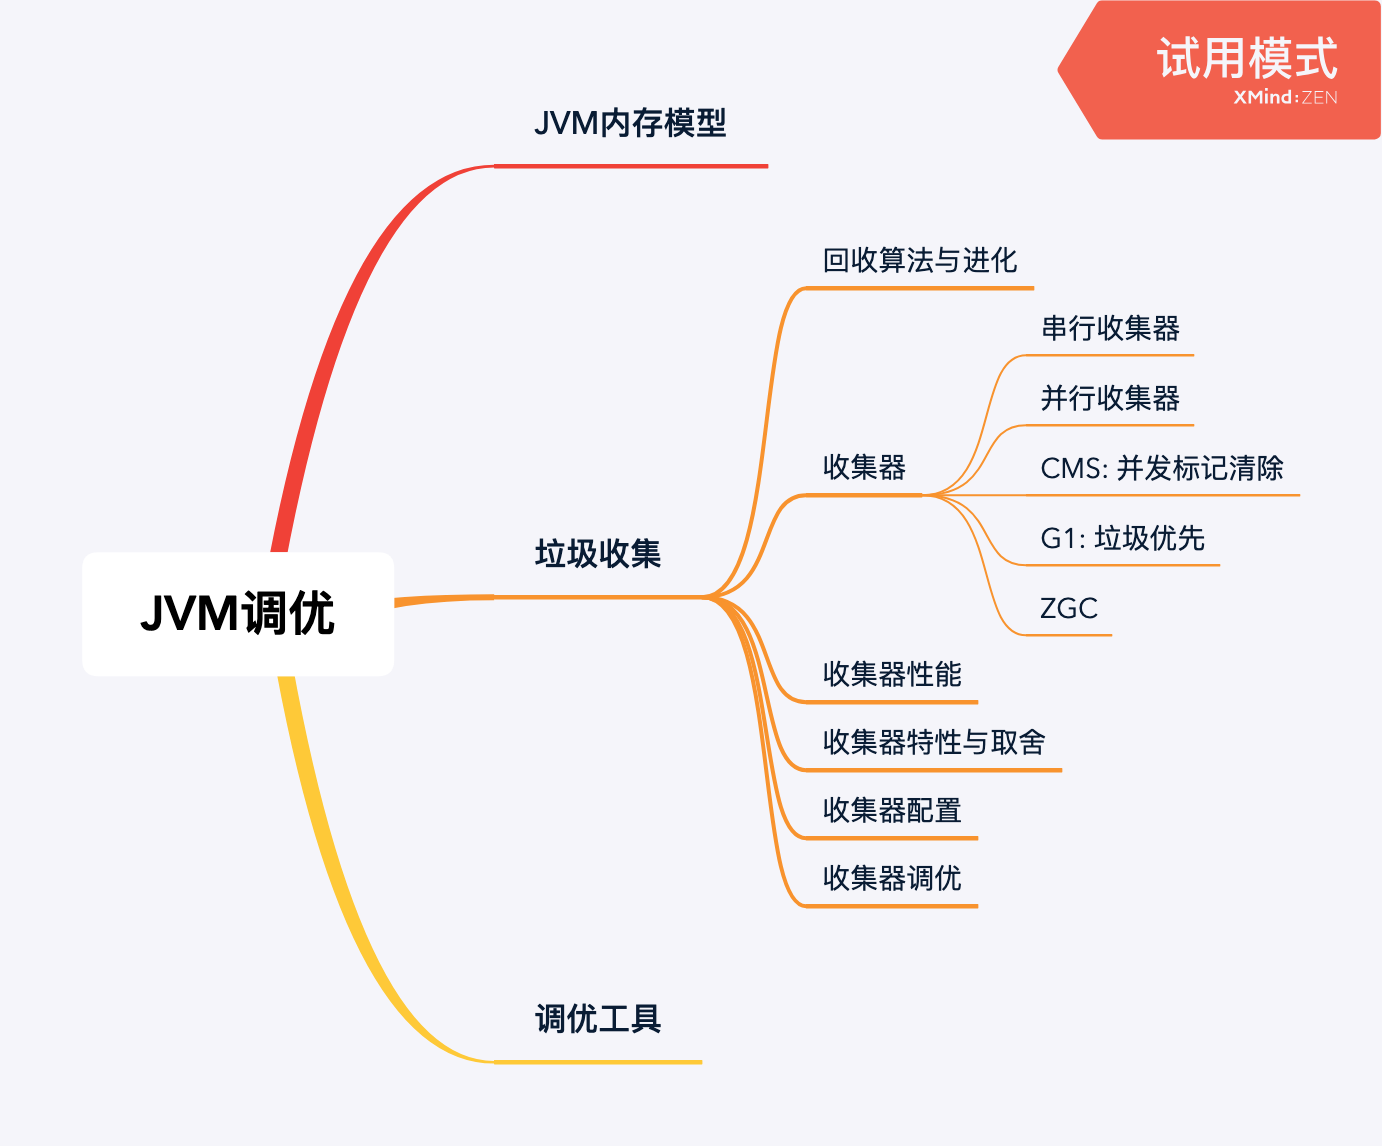 试用模式
XMind:ZEN
JVM内存模型
回收算法与进化
串行收集器
并行收集器
收集器
CMS: 并发标记清除
G1: 垃圾优先
垃圾收集
ZGC
JVM调优
收集器性能
收集器特性与取舍
收集器配置
收集器调优
调优工具